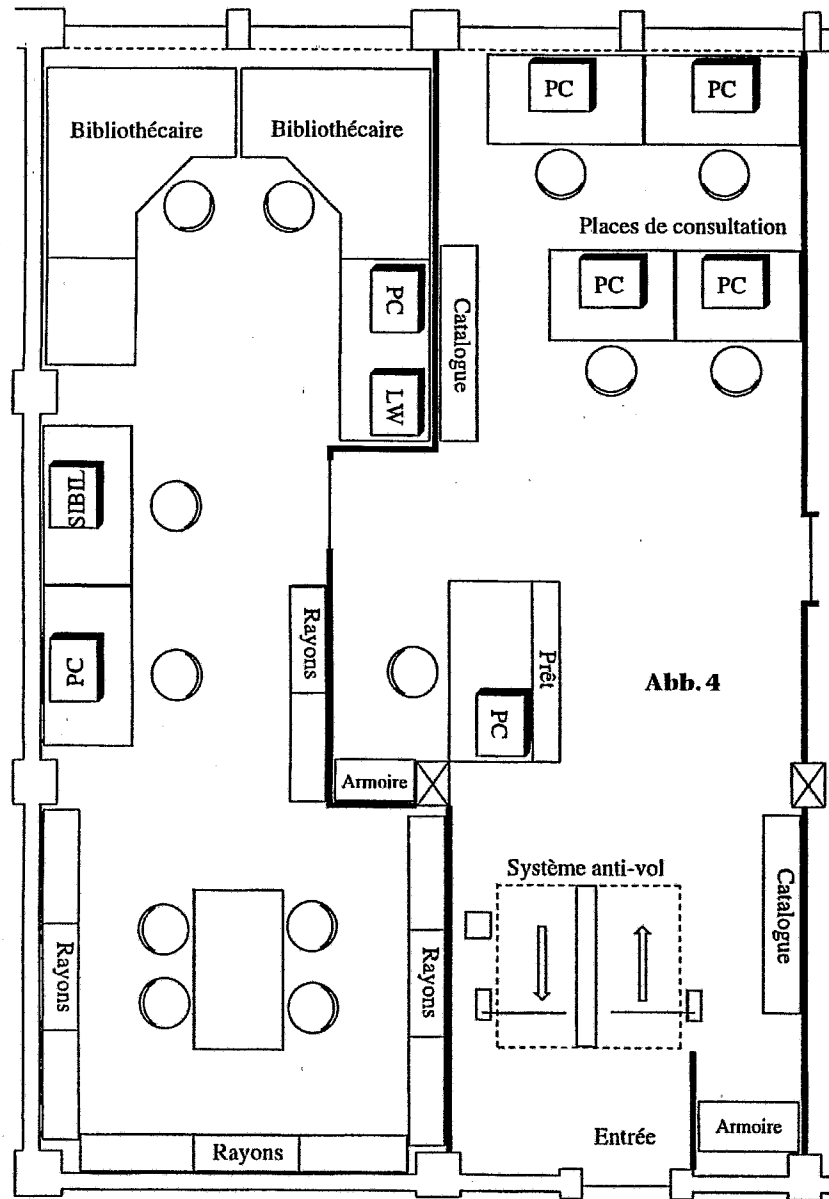 PC
PC
Bibliothécaire
Bibliothécaire
Places de consultation
PC
PC
PC
Catalogue
LW
SIBIL
Rayons
Prêt
PC
Abb. 4
PC
Armoire
Système anti-vol
Catalogue
Rayons
Rayons
Entrée
Armoire
Rayons